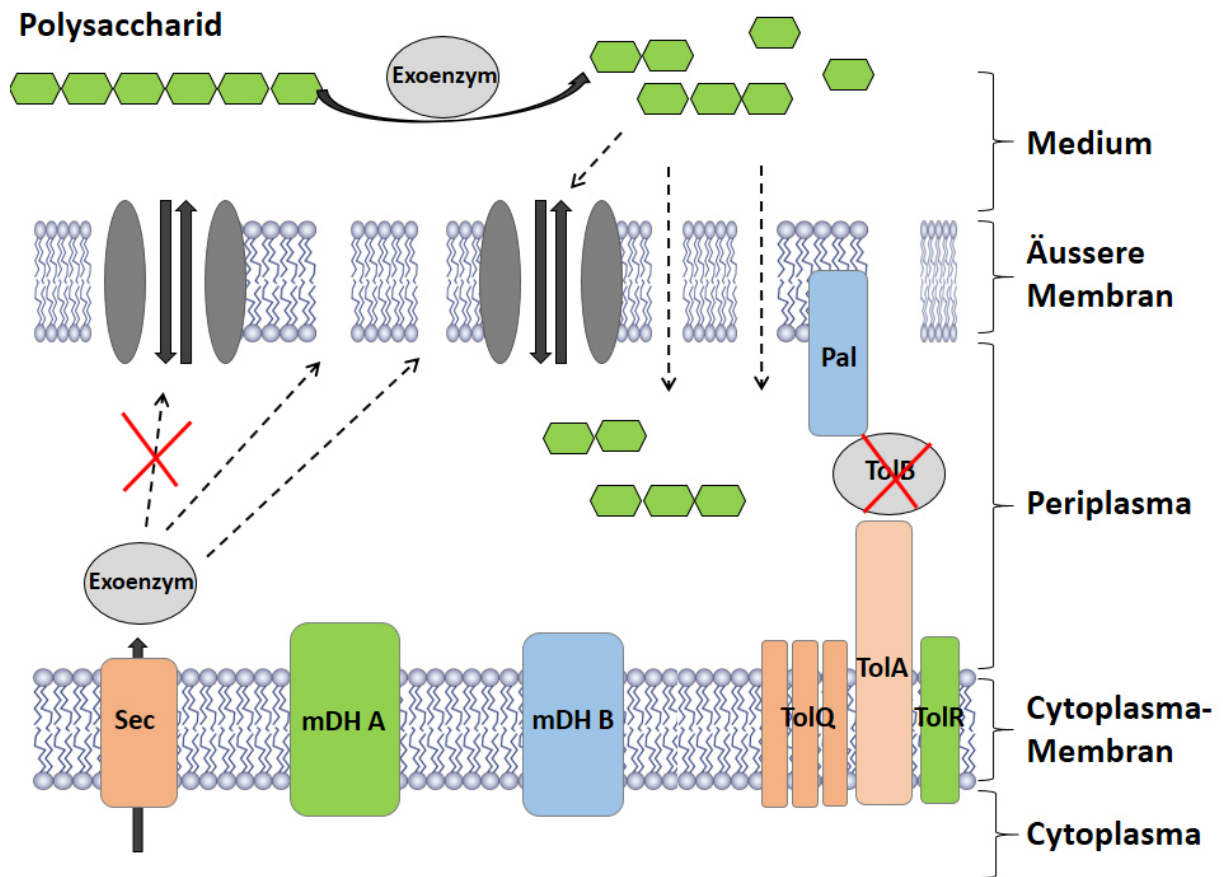 Polysaccharid
Exoenzym
Medium
Äussere
Membran
Pal
TolB
Periplasma
Exoenzym
Sec
mDH A
mDH B
TolQ
TolA
TolR
Cytoplasma-
Membran
Cytoplasma